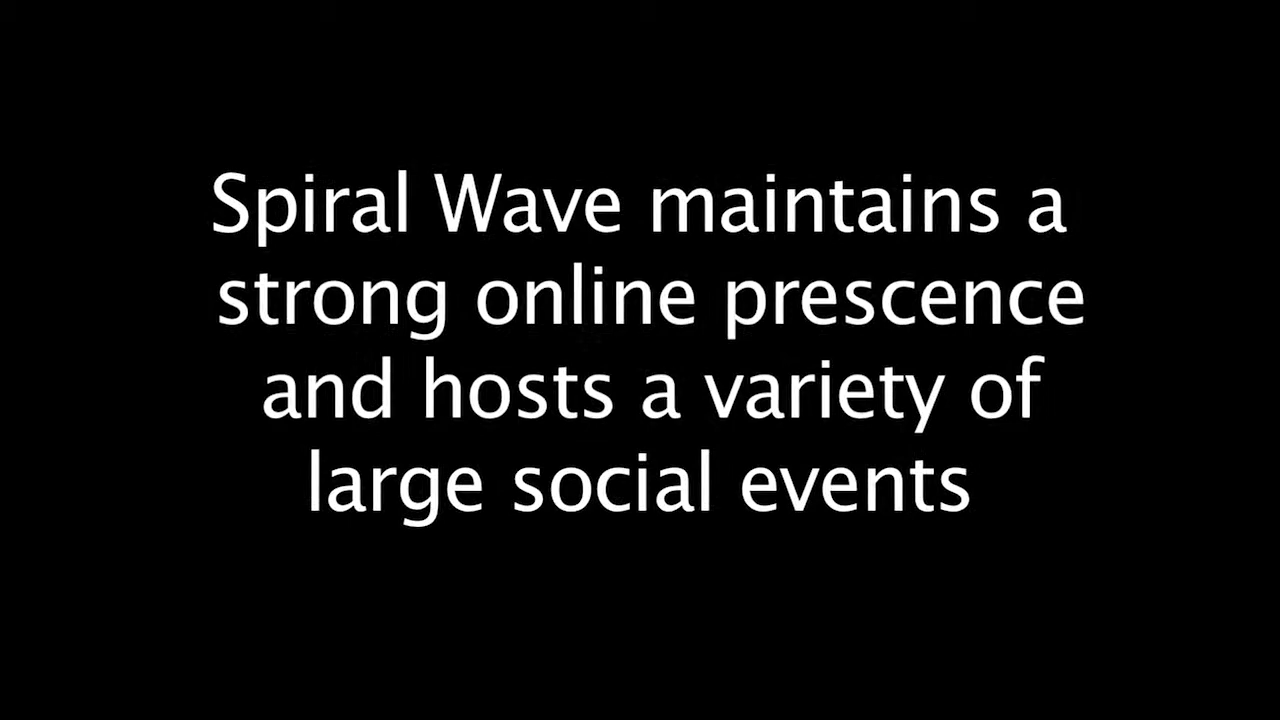 Spiral Wave maintains a
strong online prescence
and hosts a variety of
large social events